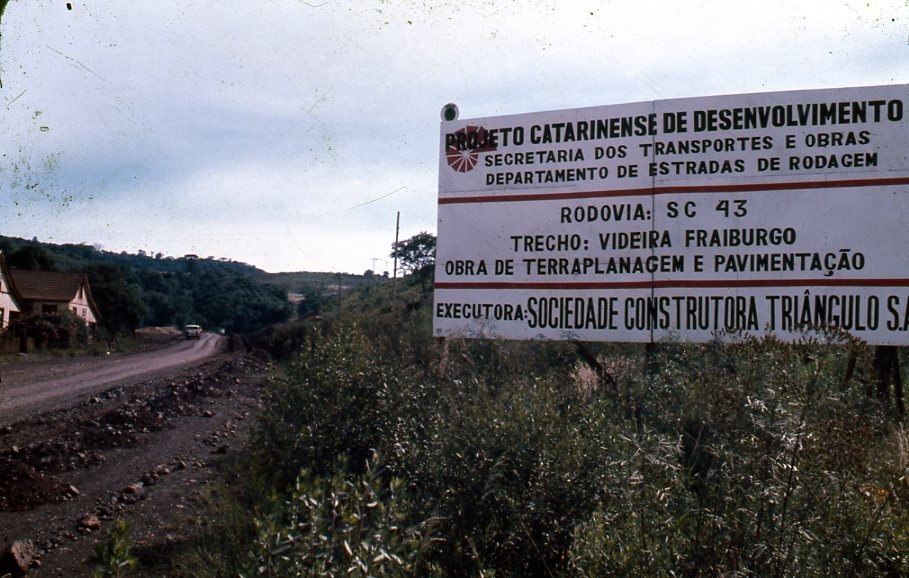 PROJETO CATARINENSE DE DESENVOLVIMENTO
SECRETARIA DOS TRANSPORTES E OBRAS
DEPARTAMENTO DE ESTRADAS DE RODAGEM
RODOVIA: SC 43
TRECHO: VIDEIRA FRAIBURGO
OBRA DE TERRAPLANAGEM E PAVIMENTAÇÃO
EXECUTORA: SOCIEDADE CONSTRUTORA TRIÂNGULO S.A